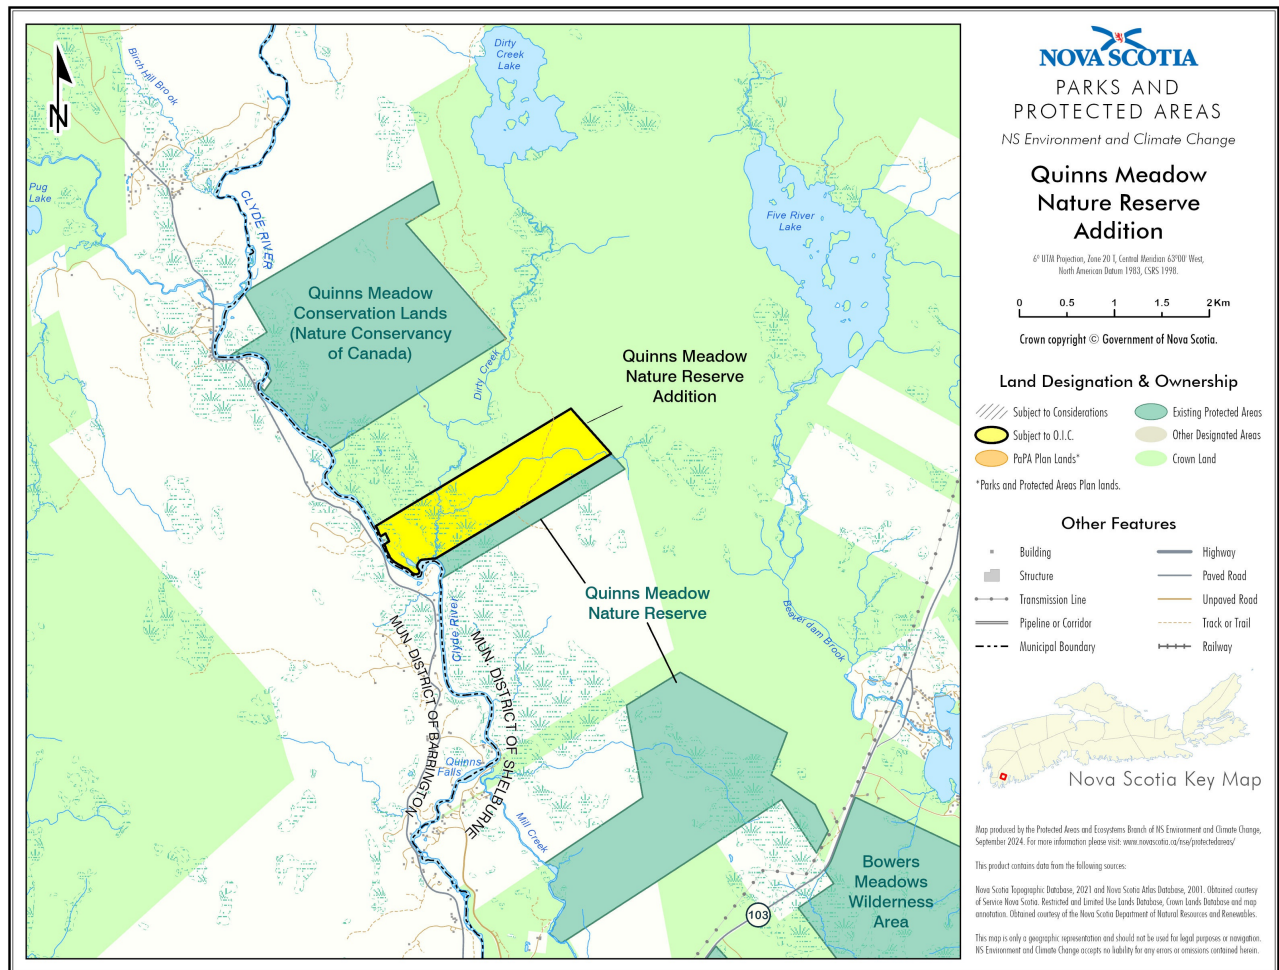 N
Birch Hill Brook
Dirty
Creek
Lake
Pug
Lake
CLYDE RIVER
Five River
Lake
Quinns Meadow
Conservation Lands
(Nature Conservancy
of Canada)
Dirty Creek
Quinns Meadow
Nature Reserve
Addition
Quinns Meadow
Nature Reserve
Clyde River
MUN. DISTRICT OF BARRINGTON
MUN. DISTRICT OF SHELBURNE
Beaver dam Brook
Quinns
Falls
Mill Creek
Bowers
Meadows
Wilderness
Area
103
NOVA SCOTIA
PARKS AND
PROTECTED AREAS
NS Environment and Climate Change
Quinns Meadow
Nature Reserve
Addition
6º UTM Projection, Zone 20 T, Central Meridian 63º00' West,
North American Datum 1983, CSRS 1998.
0 0.5 1 1.5 2 Km
Crown copyright © Government of Nova Scotia.
Land Designation & Ownership
Subject to Considerations
Existing Protected Areas
Subject to O.I.C.
Other Designated Areas
PaPA Plan Lands*
Crown Land
*Parks and Protected Areas Plan lands.
Other Features
Building
Highway
Structure
Paved Road
Transmission Line
Unpaved Road
Pipeline or Corridor
Track or Trail
Municipal Boundary
Railway
Nova Scotia Key Map
Map produced by the Protected Areas and Ecosystems Branch of NS Environment and Climate Change,
September 2024. For more information please visit: www.novascotia.ca/nse/protectedareas/
This product contains data from the following sources:
Nova Scotia Topographic Database, 2021 and Nova Scotia Atlas Database, 2001. Obtained courtesy
of Service Nova Scotia. Restricted and Limited Use Lands Database, Crown Lands Database and map
annotation. Obtained courtesy of the Nova Scotia Department of Natural Resources and Renewables.
This map is only a geographic representation and should not be used for legal purposes or navigation.
NS Environment and Climate Change accepts no liability for any errors or omissions contained herein.